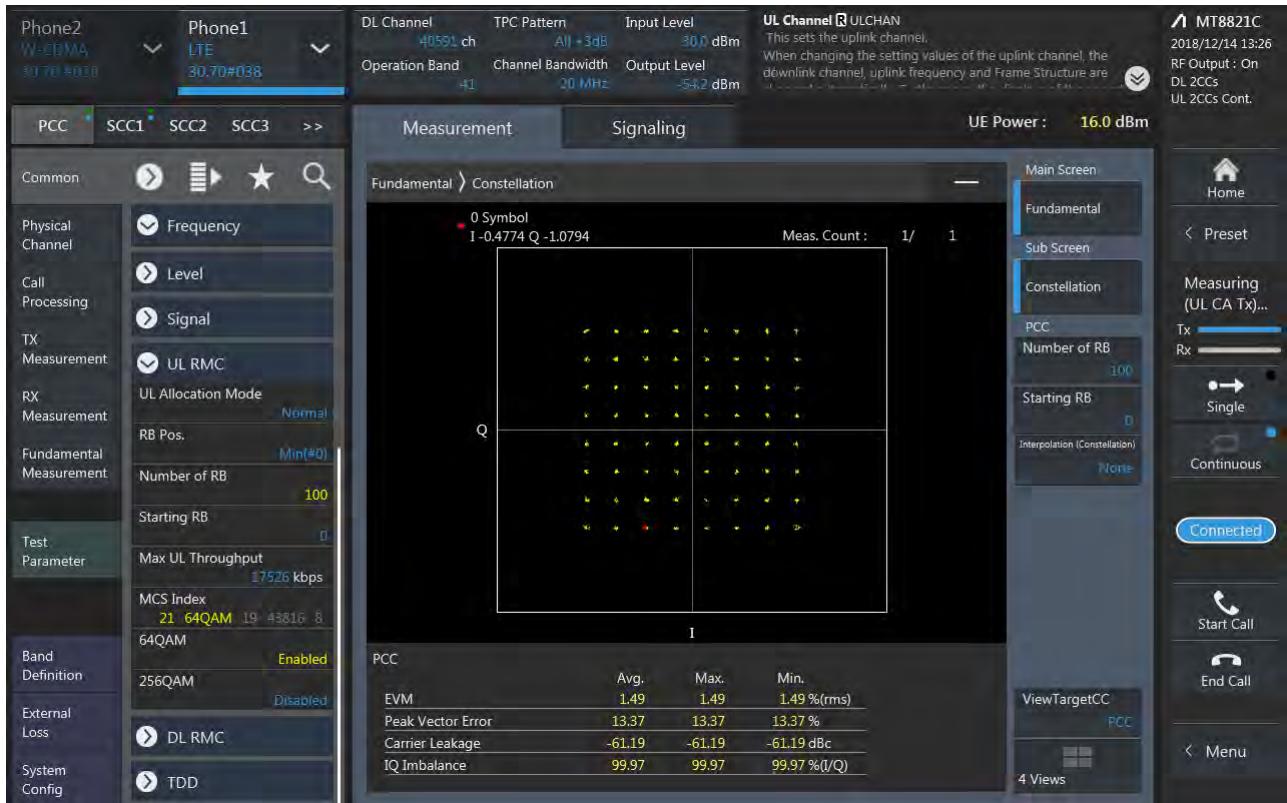 Phone2
W-CDMA
30.70 #038
Phone1
LTE
30.70#038
DL Channel
40591 ch
TPC Pattern
All +3dB
Input Level
30.0 dBm
Operation Band
41
Channel Bandwidth
20 MHz
Output Level
-54.2 dBm
UL Channel R ULCHAN
This sets the uplink channel.
When changing the setting values of the uplink channel, the
downlink channel, uplink frequency and Frame Structure are
MT8821C
2018/12/14 13:26
RF Output : On
DL 2CCs
UL 2CCs Cont.
PCC SCC1 SCC2 SCC3 >>
Measurement
Signaling
UE Power : 16.0 dBm
Common
Physical
Channel
Call
Processing
TX
Measurement
RX
Measurement
Fundamental
Measurement
Test
Parameter
Band
Definition
External
Loss
System
Config
Frequency
Level
Signal
UL RMC
UL Allocation Mode
Normal
RB Pos.
Min(#0)
Number of RB
100
Starting RB
0
Max UL Throughput
17526 kbps
MCS Index
21 64QAM 19 43816 8
64QAM
Enabled
256QAM
Disabled
DL RMC
TDD
Fundamental Constellation
0 Symbol
I -0.4774 Q -1.0794
Meas. Count : 1/ 1
Q
I
PCC
Avg. Max. Min.
EVM 1.49 1.49 1.49 %(rms)
Peak Vector Error 13.37 13.37 13.37 %
Carrier Leakage -61.19 -61.19 -61.19 dBc
IQ Imbalance 99.97 99.97 99.97 %(I/Q)
Main Screen
Fundamental
Sub Screen
Constellation
PCC
Number of RB
100
Starting RB
0
Interpolation (Constellation)
None
ViewTargetCC
PCC
4 Views
Home
< Preset
Measuring
(UL CA Tx)...
Tx
Rx
Single
Continuous
Connected
Start Call
End Call
< Menu